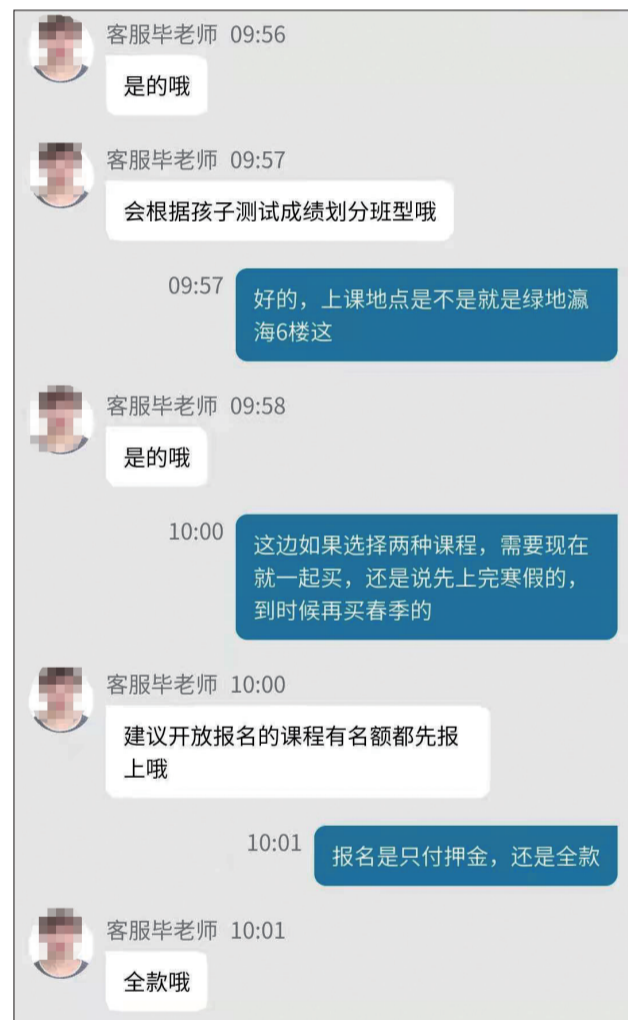 客服毕老师 09:56
是的哦
客服毕老师 09:57
会根据孩子测试成绩划分班型哦
09:57
好的，上课地点是不是就是绿地瀛
海6楼这
客服毕老师 09:58
是的哦
10:00
这边如果选择两种课程，需要现在
就一起买，还是说先上完寒假的，
到时候再买春季的
客服毕老师 10:00
建议开放报名的课程有名额都先报
上哦
10:01
报名是只付押金，还是全款
客服毕老师 10:01
全款哦